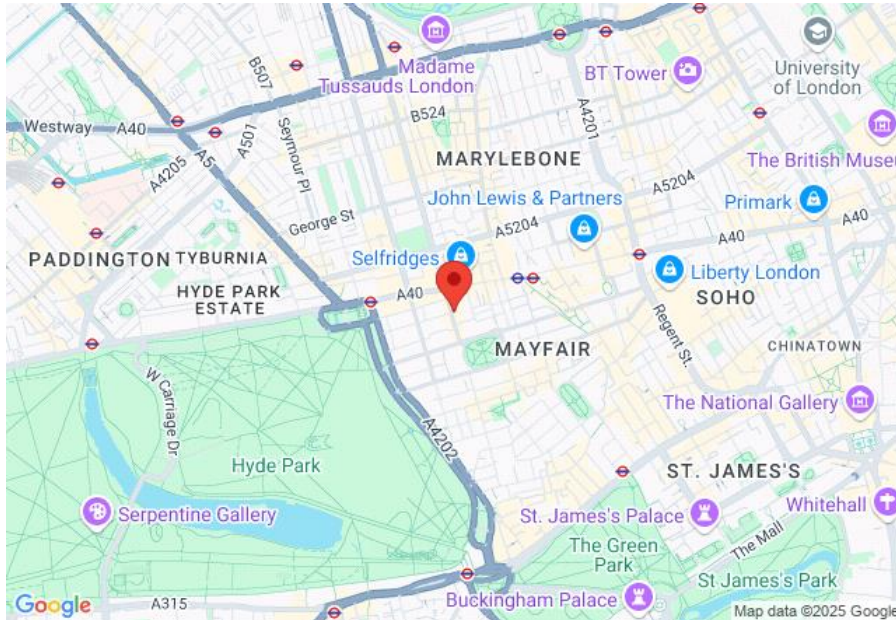 Madame
Tussauds London
BT Tower
University
of London
B507
Westway
A40
A501
A5
A4205
Seymour Pl
B524
A4201
MARYLEBONE
The British Museu
John Lewis & Partners
A5204
Primark
George St
A5204
A40
PADDINGTON
TYBURNIA
Selfridges
Liberty London
HYDE PARK
ESTATE
A40
SOHO
MAYFAIR
Regent St.
CHINATOWN
W Carriage Dr
The National Gallery
A4202
Hyde Park
ST. JAMES'S
Serpentine Gallery
St. James's Palace
Whitehall
The Green
Park
The Mall
St James's Park
Buckingham Palace
A315
Google
Map data ©2025 Google